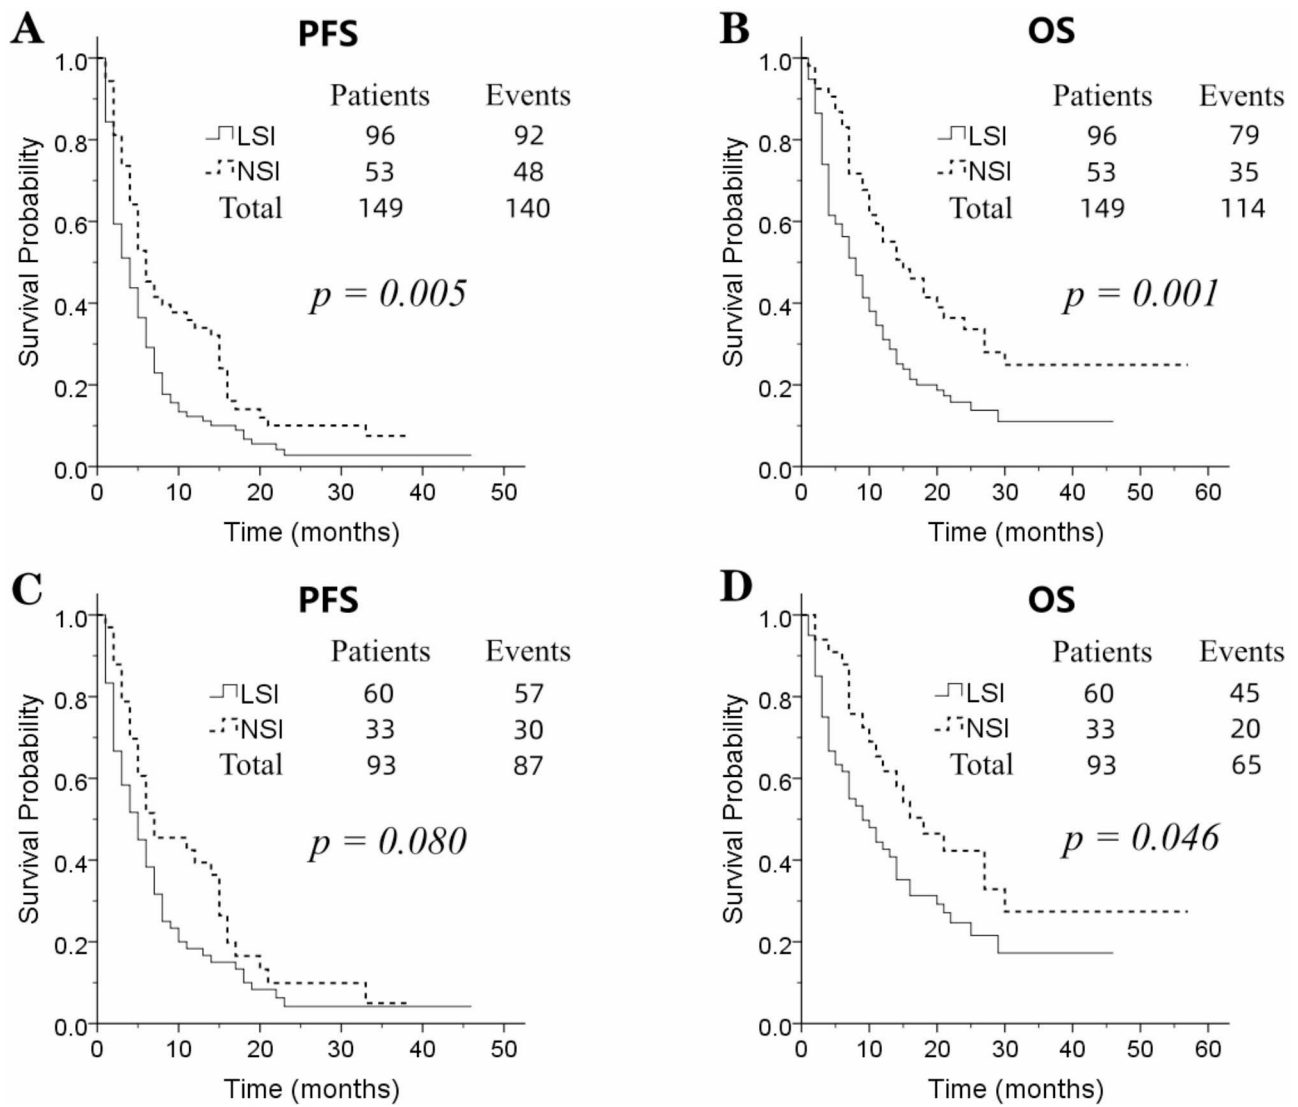 A
PFS
Survival Probability
1.0
0.8
0.6
0.4
0.2
0.0
Patients Events
LSI 96 92
NSI 53 48
Total 149 140
p = 0.005
0 10 20 30 40 50
Time (months)
B
OS
Survival Probability
1.0
0.8
0.6
0.4
0.2
0.0
Patients Events
LSI 96 79
NSI 53 35
Total 149 114
p = 0.001
0 10 20 30 40 50 60
Time (months)
C
PFS
Survival Probability
1.0
0.8
0.6
0.4
0.2
0.0
Patients Events
LSI 60 57
NSI 33 30
Total 93 87
p = 0.080
0 10 20 30 40 50
Time (months)
D
OS
Survival Probability
1.0
0.8
0.6
0.4
0.2
0.0
Patients Events
LSI 60 45
NSI 33 20
Total 93 65
p = 0.046
0 10 20 30 40 50 60
Time (months)